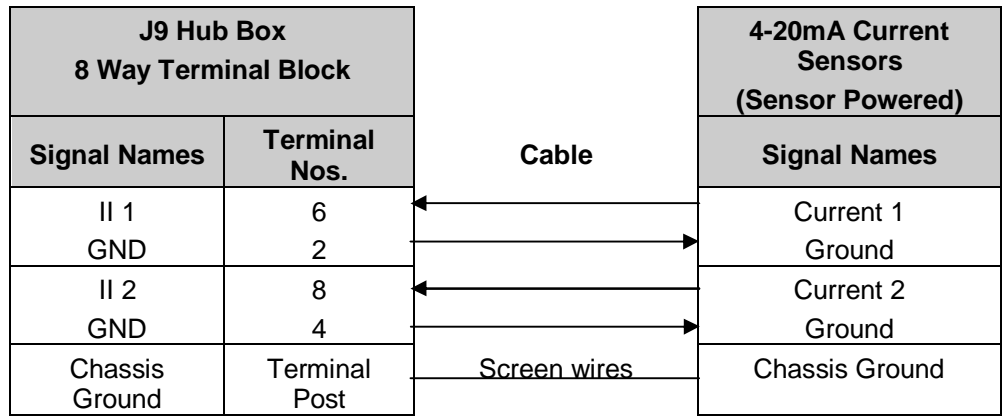 J9 Hub Box
8 Way Terminal Block
4-20mA Current
Sensors
(Sensor Powered)
Signal Names
Terminal
Nos.
Cable
Signal Names
II 1
6
Current 1
GND
2
Ground
II 2
8
Current 2
GND
4
Ground
Chassis
Ground
Terminal
Post
Screen wires
Chassis Ground